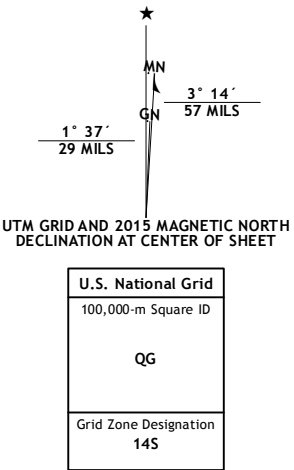 ★
MN
GN
3° 14´
57 MILS
1° 37´
29 MILS
UTM GRID AND 2015 MAGNETIC NORTH
DECLINATION AT CENTER OF SHEET
U.S. National Grid
100,000-m Square ID
QG
Grid Zone Designation
14S